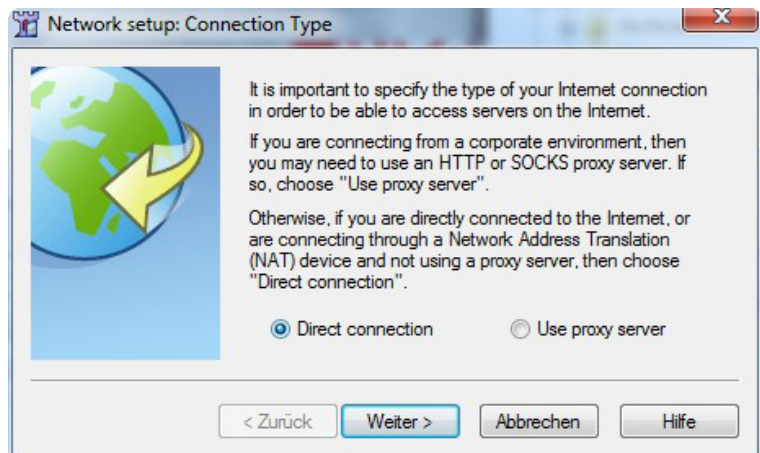 Network setup: Connection Type
It is important to specify the type of your Internet connection
in order to be able to access servers on the Internet.
If you are connecting from a corporate environment, then
you may need to use an HTTP or SOCKS proxy server. If
so, choose "Use proxy server".
Otherwise, if you are directly connected to the Internet, or
are connecting through a Network Address Translation
(NAT) device and not using a proxy server, then choose
"Direct connection".
Direct connection Use proxy server
< Zurück Weiter > Abbrechen Hilfe